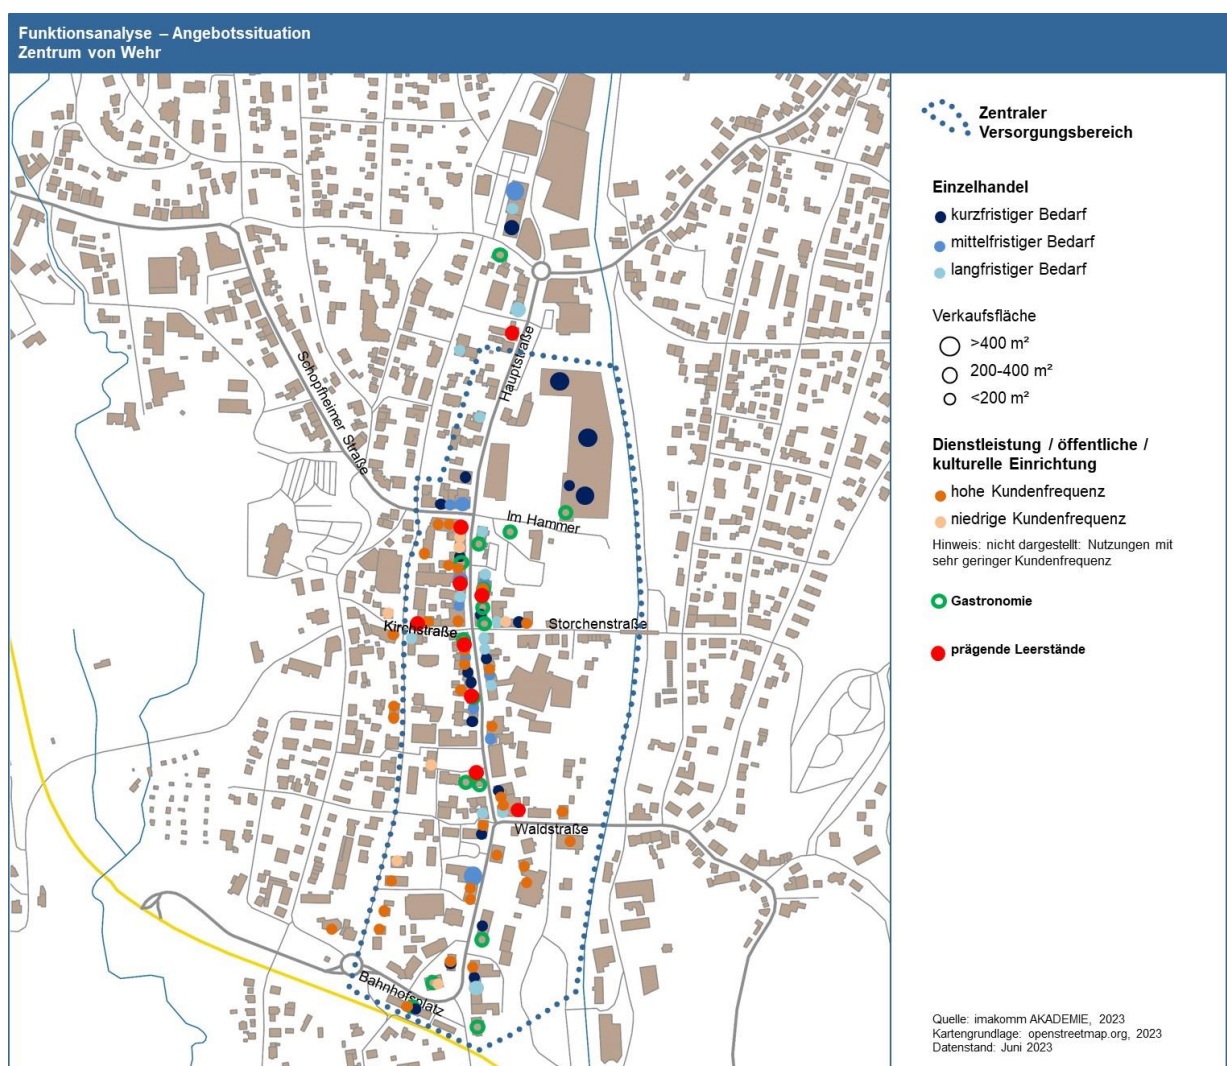 Funktionsanalyse – Angebotssituation
Zentrum von Wehr
Zentraler
Versorgungsbereich
Einzelhandel
kurzfristiger Bedarf
mittelfristiger Bedarf
langfristiger Bedarf
Verkaufsfläche
>400 m²
200-400 m²
<200 m²
Dienstleistung / öffentliche /
kulturelle Einrichtung
hohe Kundenfrequenz
niedrige Kundenfrequenz
Hinweis: nicht dargestellt: Nutzungen mit
sehr geringer Kundenfrequenz
Gastronomie
prägende Leerstände
Hauptstraße
Schopfheimer Straße
Im Hammer
Kirchstraße
Storchenstraße
Waldstraße
Bahnhofsplatz
Quelle: imakomm AKADEMIE, 2023
Kartengrundlage: openstreetmap.org, 2023
Datenstand: Juni 2023